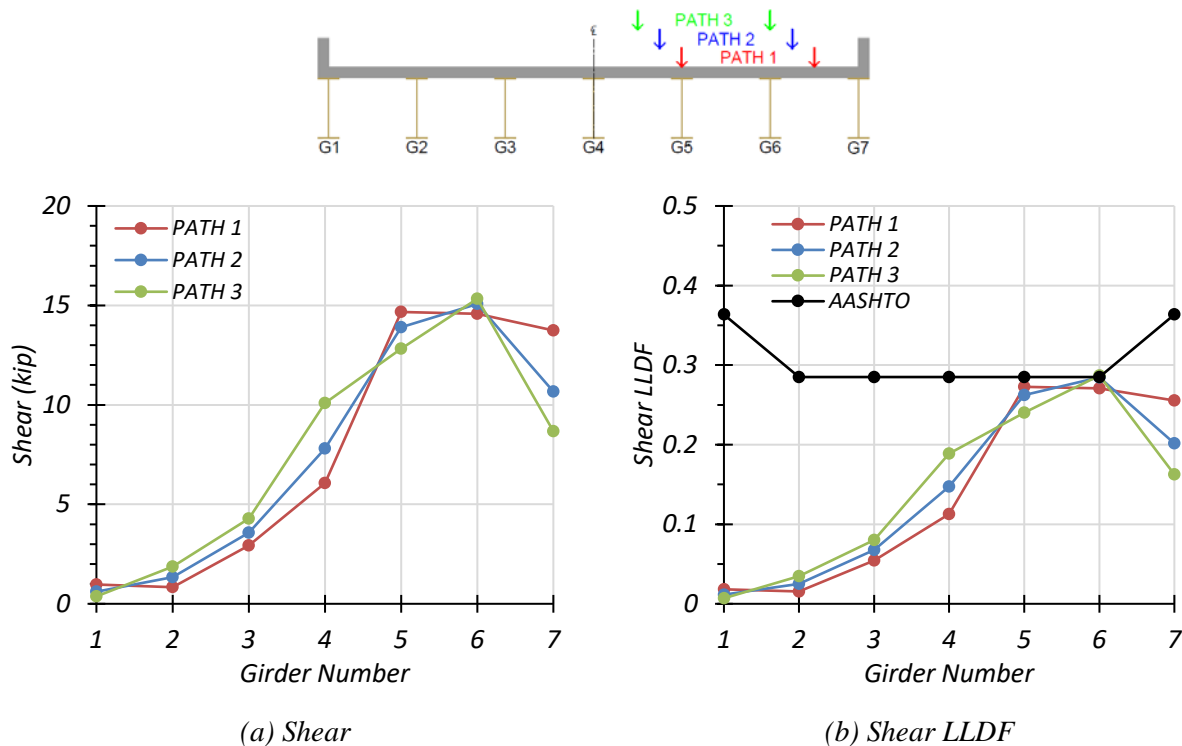 PATH 3
℄ PATH 2
PATH 1
G1 G2 G3 G4 G5 G6 G7
20
15
10
5
0
Shear (kip)
PATH 1
PATH 2
PATH 3
1 2 3 4 5 6 7
Girder Number
(a) Shear
0.5
0.4
0.3
0.2
0.1
0
Shear LLDF
PATH 1
PATH 2
PATH 3
AASHTO
1 2 3 4 5 6 7
Girder Number
(b) Shear LLDF